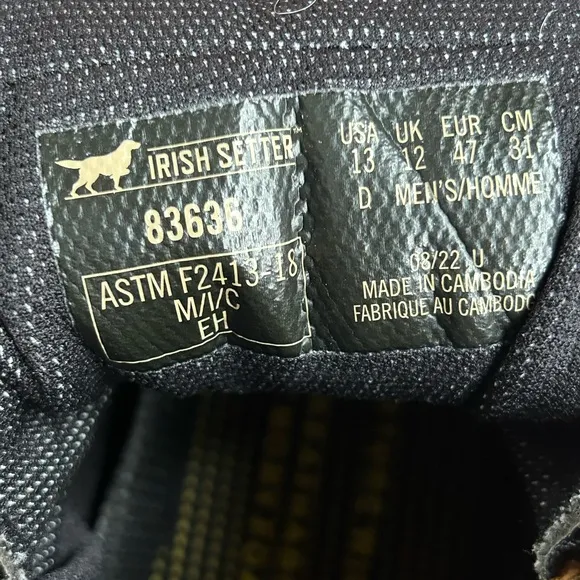 IRISH SETTER
83636
ASTM F2413-18
M/I/C
EH
USA UK EUR CM
13 12 47 31
D MEN'S/HOMME
08/22 U
MADE IN CAMBODIA
FABRIQUE AU CAMBODG